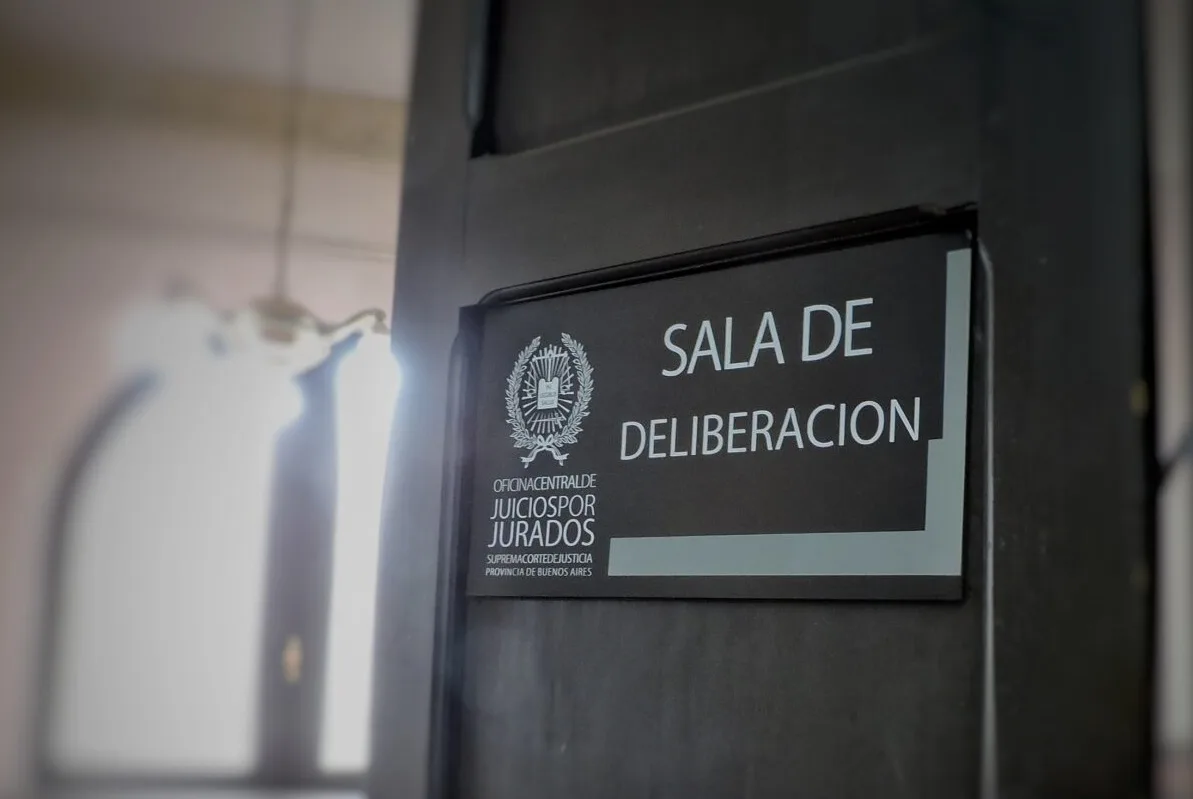 SALA DE
DELIBERACION
OFICINACENTRALDE
JUICIOSPOR
JURADOS
SUPREMACORTEDEJUSTICIA
PROVINCIA DE BUENOS AIRES